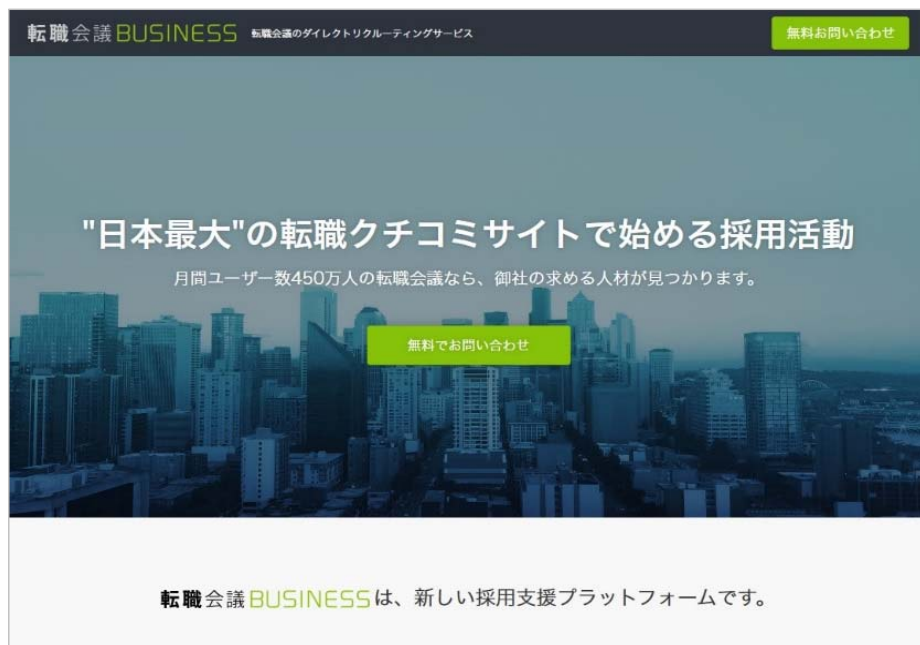 転職会議BUSINESS 転職会議のダイレクトリクルーティングサービス 無料お問い合わせ
"日本最大"の転職クチコミサイトで始める採用活動
月間ユーザー数450万人の転職会議なら、御社の求める人材が見つかります。
無料でお問い合わせ
転職会議BUSINESSは、新しい採用支援プラットフォームです。